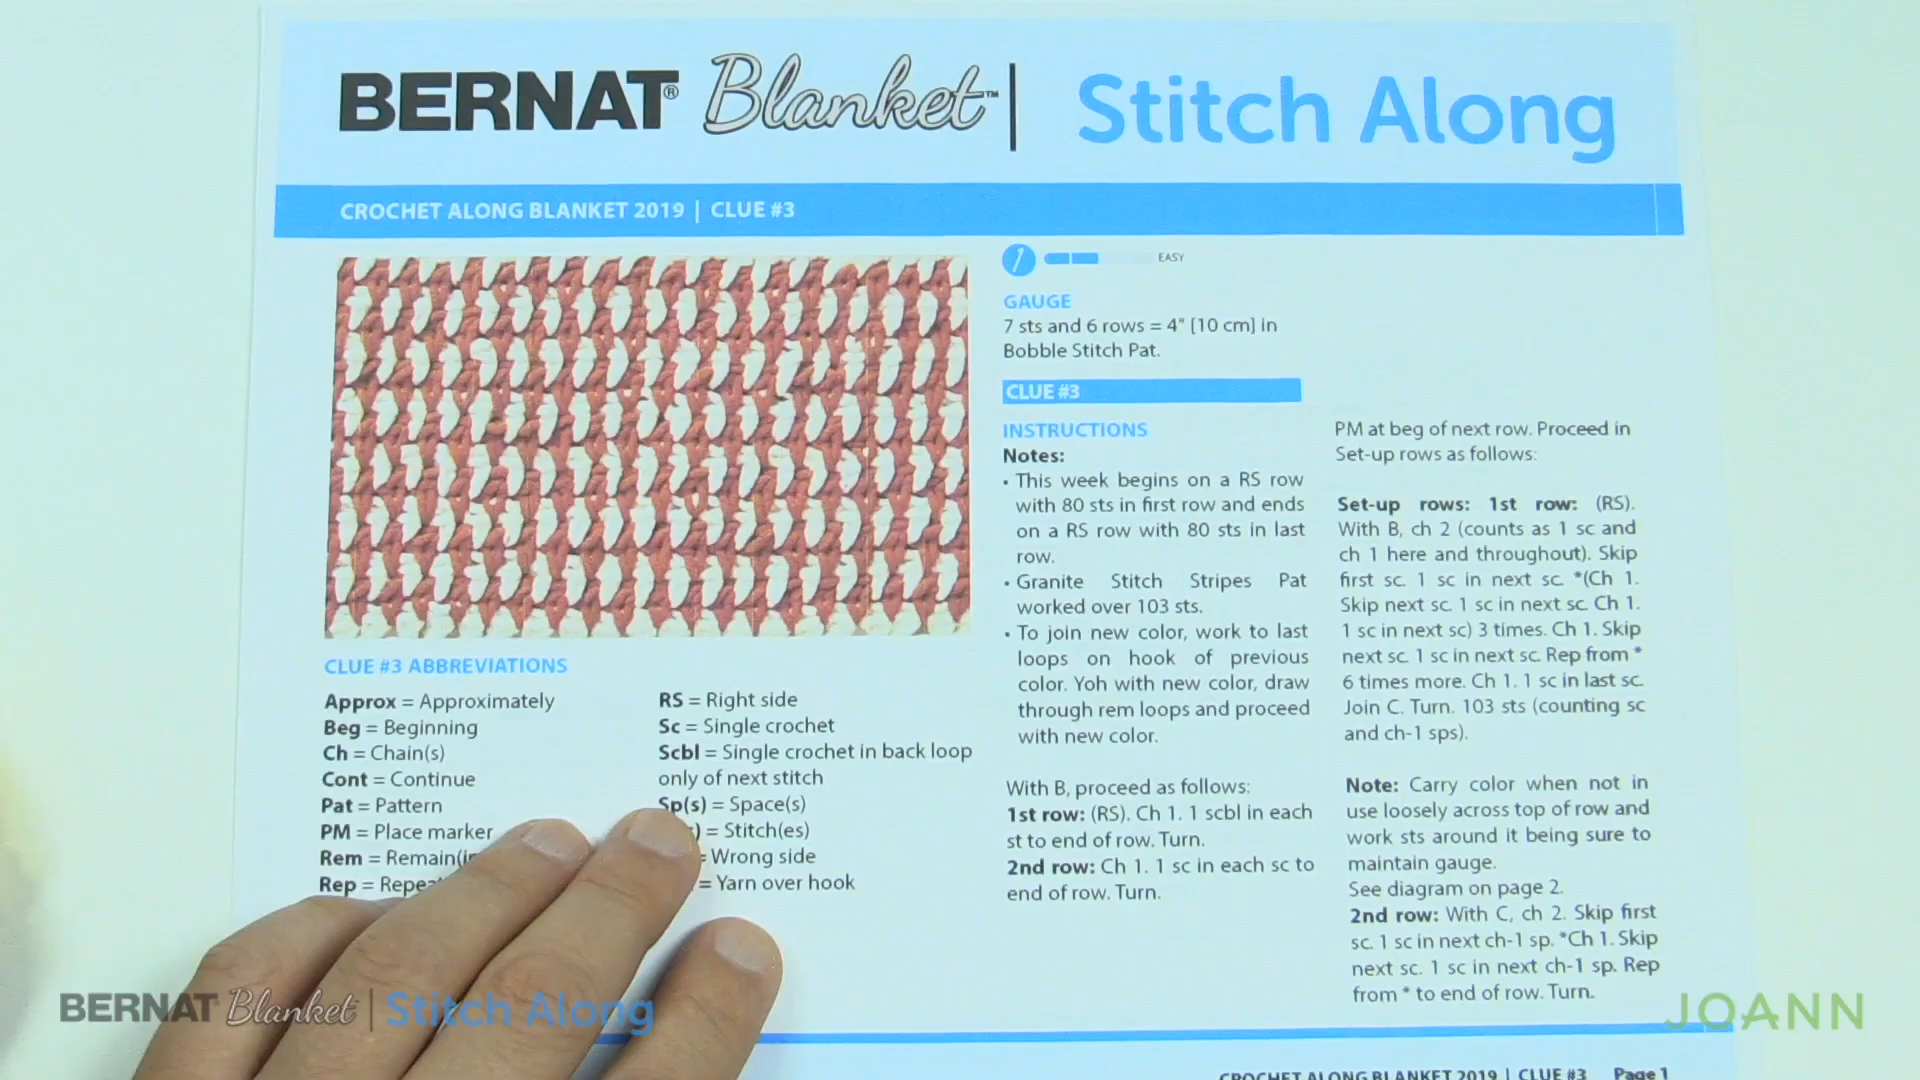 BERNAT® Blanket™ | Stitch Along
CROCHET ALONG BLANKET 2019 | CLUE #3
EASY
GAUGE
7 sts and 6 rows = 4" [10 cm] in
Bobble Stitch Pat.
CLUE #3
INSTRUCTIONS
Notes:
• This week begins on a RS row
with 80 sts in first row and ends
on a RS row with 80 sts in last
row.
• Granite Stitch Stripes Pat
worked over 103 sts.
• To join new color, work to last
loops on hook of previous
color. Yoh with new color, draw
through rem loops and proceed
with new color.
With B, proceed as follows:
1st row: (RS). Ch 1. 1 scbl in each
st to end of row. Turn.
2nd row: Ch 1. 1 sc in each sc to
end of row. Turn.
PM at beg of next row. Proceed in
Set-up rows as follows:
Set-up rows: 1st row: (RS).
With B, ch 2 (counts as 1 sc and
ch 1 here and throughout). Skip
first sc. 1 sc in next sc. *(Ch 1.
Skip next sc. 1 sc in next sc. Ch 1.
1 sc in next sc) 3 times. Ch 1. Skip
next sc. 1 sc in next sc. Rep from *
6 times more. Ch 1. 1 sc in last sc.
Join C. Turn. 103 sts (counting sc
and ch-1 sps).
Note: Carry color when not in
use loosely across top of row and
work sts around it being sure to
maintain gauge.
See diagram on page 2.
2nd row: With C, ch 2. Skip first
sc. 1 sc in next ch-1 sp. *Ch 1. Skip
next sc. 1 sc in next ch-1 sp. Rep
from * to end of row. Turn.
CLUE #3 ABBREVIATIONS
Approx = Approximately
Beg = Beginning
Ch = Chain(s)
Cont = Continue
Pat = Pattern
PM = Place marker
Rem =
Rep =
RS = Right side
Sc = Single crochet
Scbl = Single crochet in back loop
only of next stitch
Sp(s) = Space(s)
= Stitch(es)
= Wrong side
= Yarn over hook
BERNAT Blanket | Stitch Along
JOANN
CROCHET ALONG BLANKET 2019 | CLUE #3 Page 1